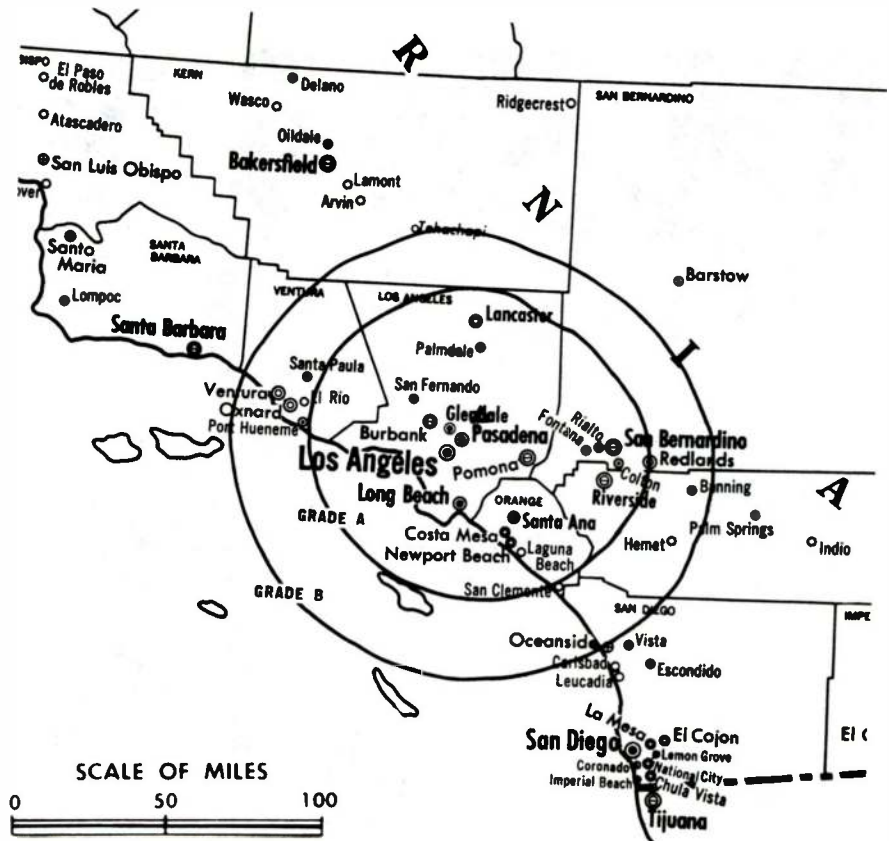 R
N
I
A
ISPO
KERN
SAN BERNARDINO
El Paso
de Robles
Delano
Wasco
Ridgecrest
Atascadero
Oildale
San Luis Obispo
Bakersfield
Lamont
Arvin
over
Tehachapi
Santo
Maria
SANTA
BARBARA
Barstow
VENTURA
LOS ANGELES
Lompoc
Lancaster
Santa Barbara
Palmdale
Santa Paula
San Fernando
Ventura
El Rio
Oxnard
Port Hueneme
Burbank
Glendale
Pasadena
Los Angeles
Pomona
Fontana
Rialto
San Bernardino
Colton
Redlands
Riverside
Banning
Long Beach
ORANGE
Santa Ana
Palm Springs
GRADE A
Costa Mesa
Newport Beach
Laguna
Beach
Hemet
Indio
GRADE B
San Clemente
SAN DIEGO
IMPE
Oceanside
Vista
Carlsbad
Escondido
Leucadia
La Mesa
El Cajon
San Diego
Lemon Grove
El C
Coronado
National City
Imperial Beach
Chula Vista
Tijuana
SCALE OF MILES
0 50 100